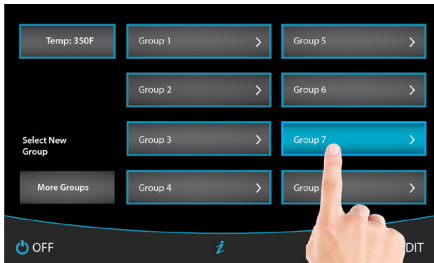 Temp: 350F
Group 1
Group 5
Group 2
Group 6
Select New
Group
Group 3
Group 7
More Groups
Group 4
Group
OFF
i
DIT